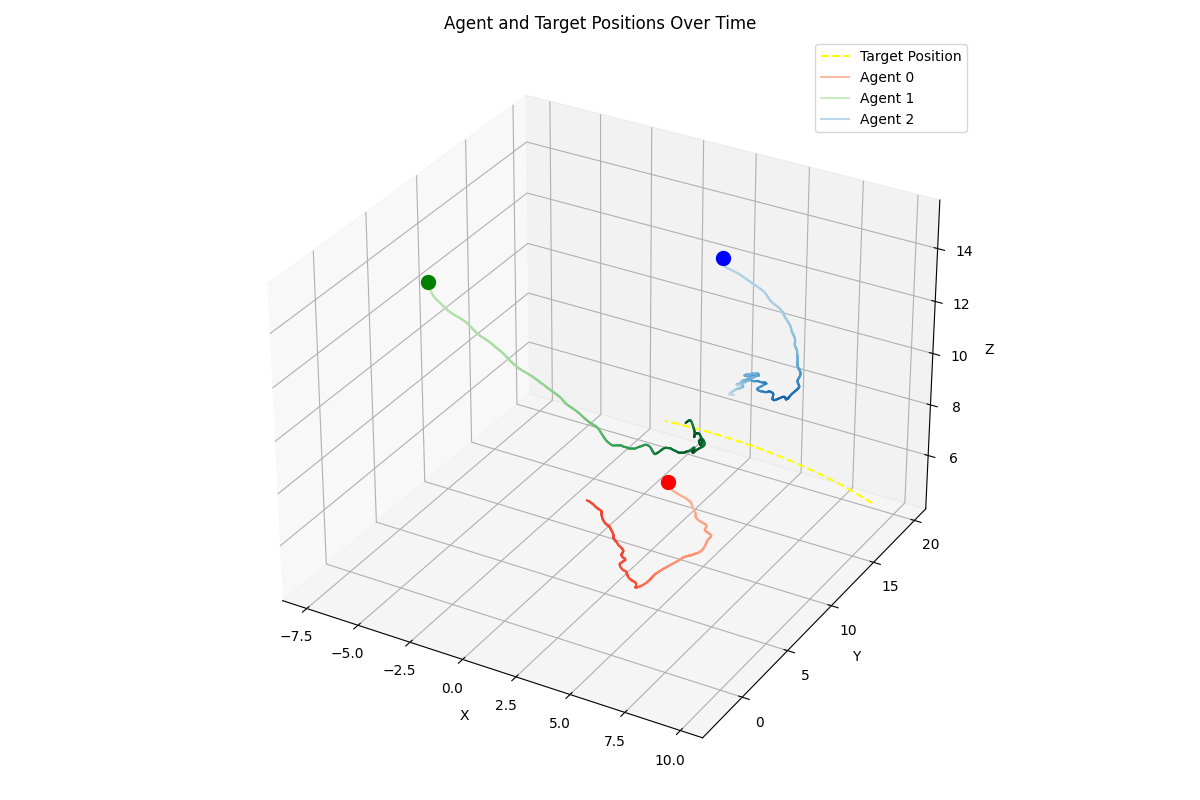 Agent and Target Positions Over Time
Target Position
Agent 0
Agent 1
Agent 2
14
12
10
8
6
Z
20
15
10
5
0
Y
−7.5
−5.0
−2.5
0.0
2.5
5.0
7.5
10.0
X